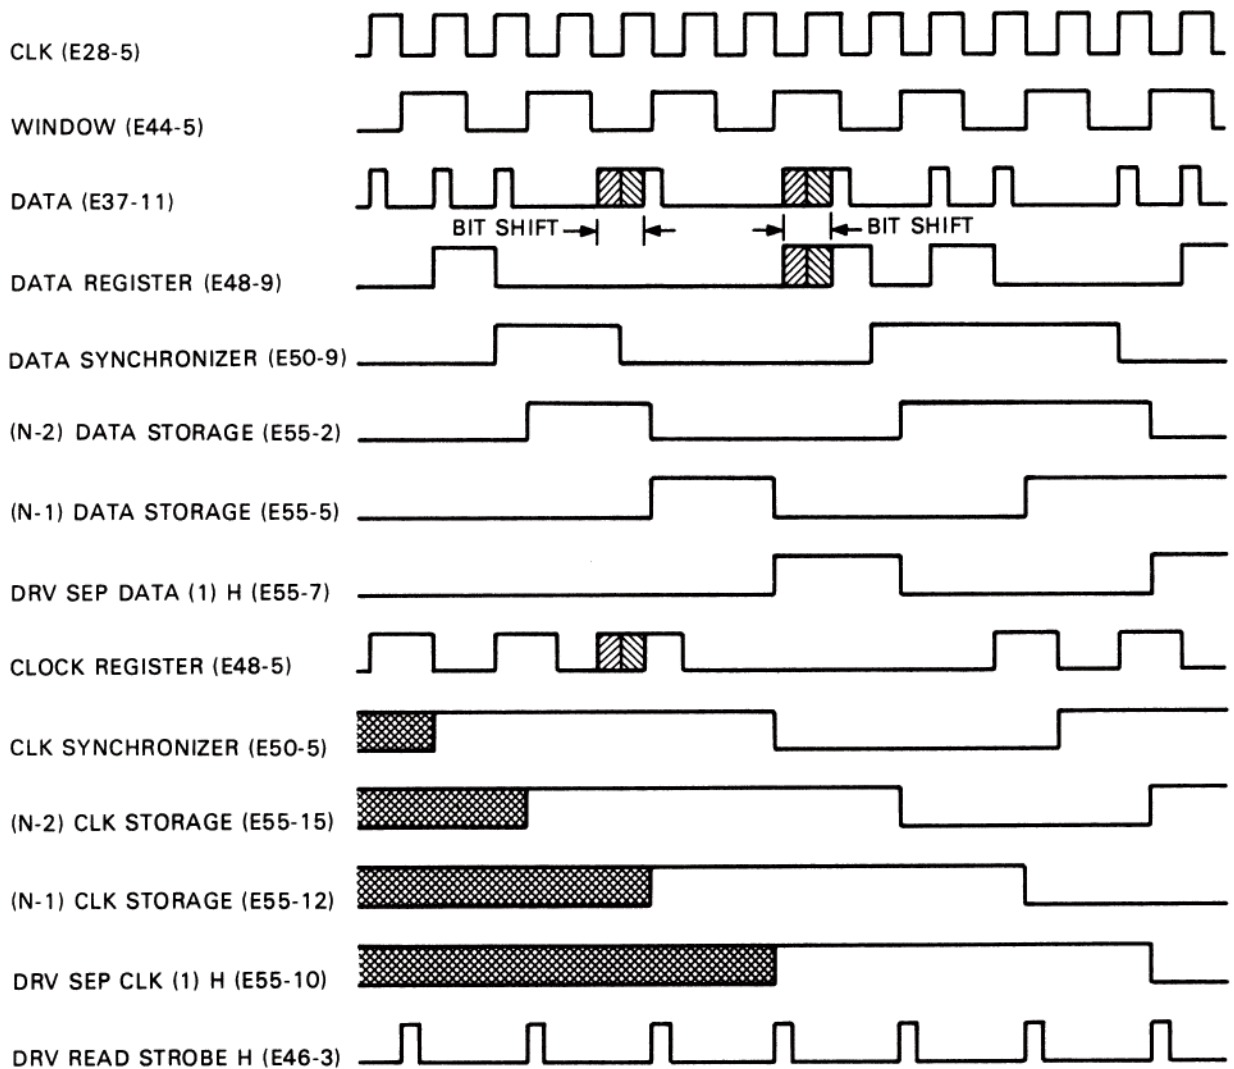 CLK (E28-5)
WINDOW (E44-5)
DATA (E37-11)
BIT SHIFT
BIT SHIFT
DATA REGISTER (E48-9)
DATA SYNCHRONIZER (E50-9)
(N-2) DATA STORAGE (E55-2)
(N-1) DATA STORAGE (E55-5)
DRV SEP DATA (1) H (E55-7)
CLOCK REGISTER (E48-5)
CLK SYNCHRONIZER (E50-5)
(N-2) CLK STORAGE (E55-15)
(N-1) CLK STORAGE (E55-12)
DRV SEP CLK (1) H (E55-10)
DRV READ STROBE H (E46-3)